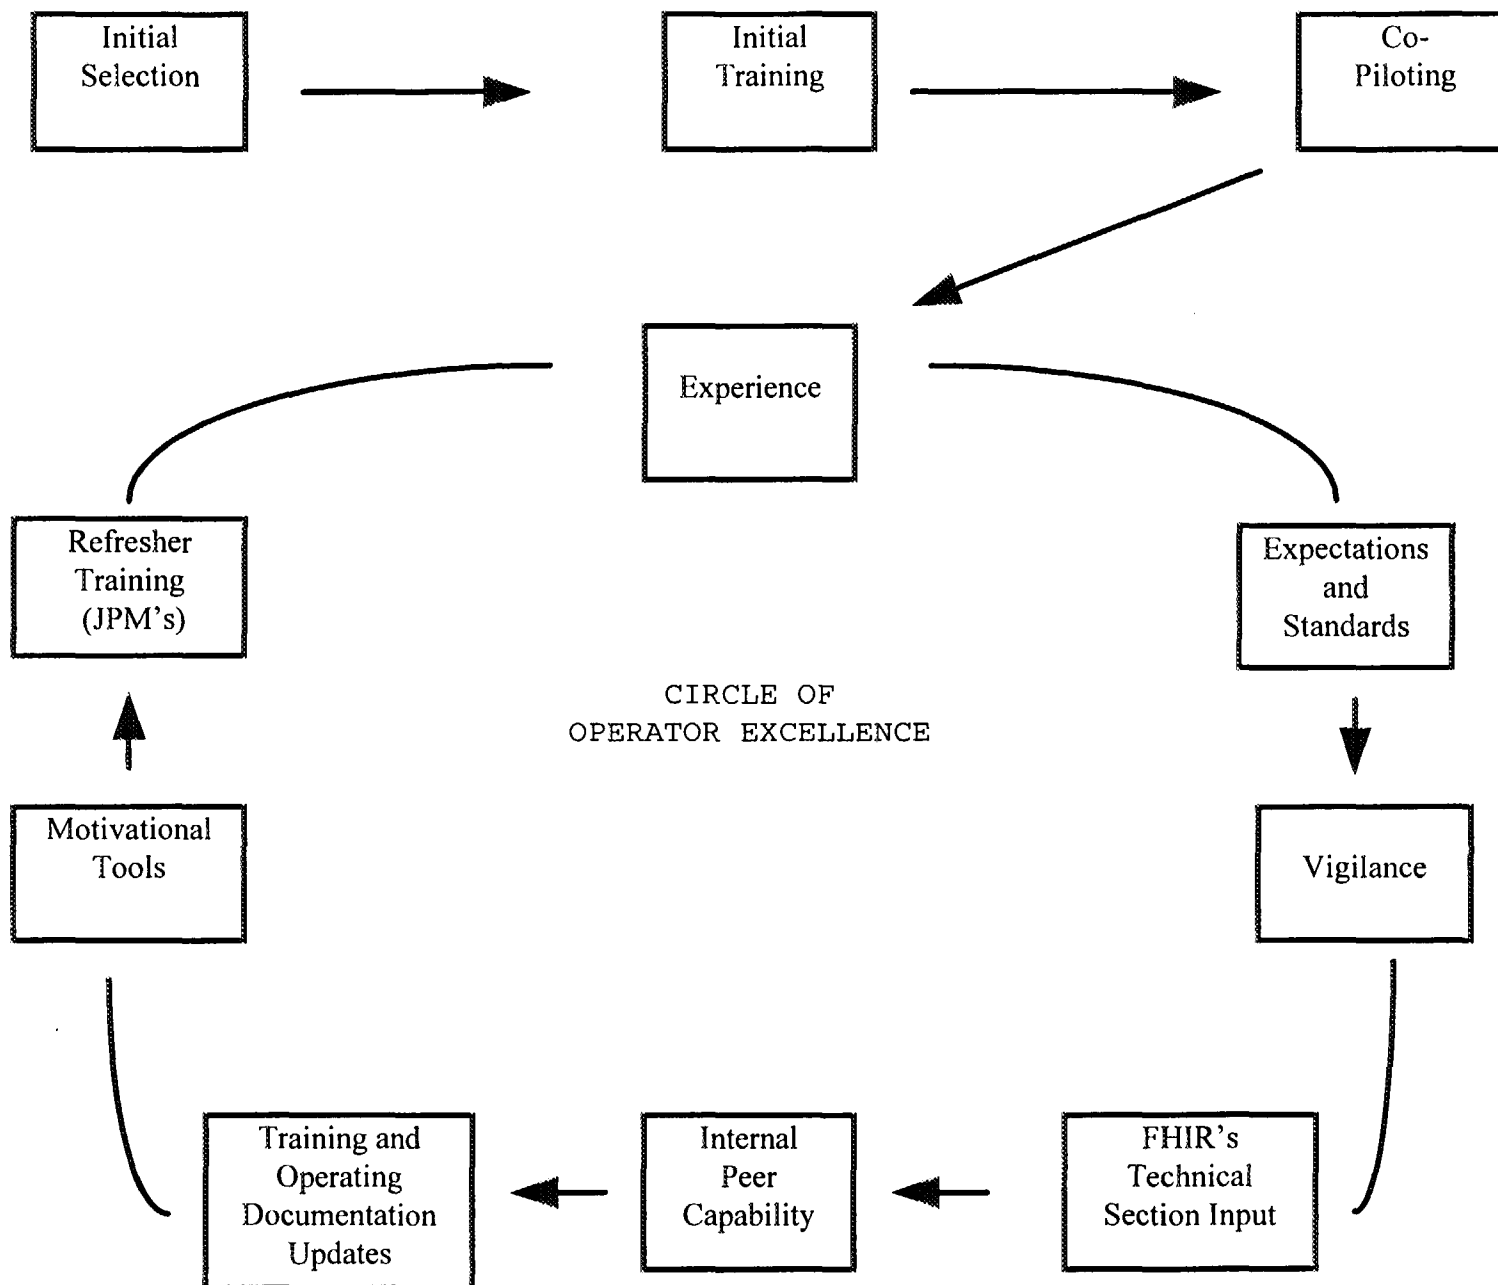 Initial
Selection
Initial
Training
Co-
Piloting
Experience
Refresher
Training
(JPM's)
Expectations
and
Standards
CIRCLE OF
OPERATOR EXCELLENCE
Motivational
Tools
Vigilance
Training and
Operating
Documentation
Updates
Internal
Peer
Capability
FHIR's
Technical
Section Input